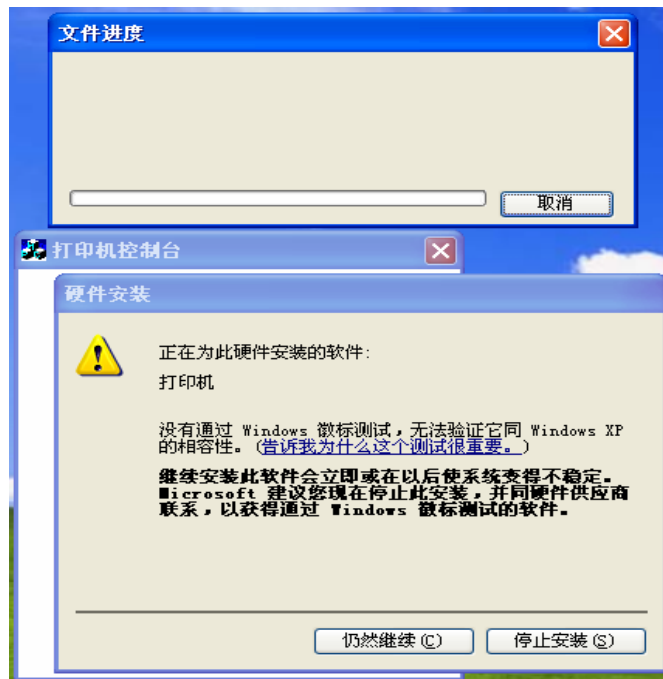 文件进度
取消
打印机控制台
硬件安装
正在为此硬件安装的软件:
打印机
没有通过 Windows 徽标测试，无法验证它同 Windows XP
的相容性。(告诉我为什么这个测试很重要。)
继续安装此软件会立即或在以后使系统变得不稳定。
Microsoft 建议您现在停止此安装，并同硬件供应商
联系，以获得通过 Windows 徽标测试的软件。
仍然继续(C)
停止安装(S)